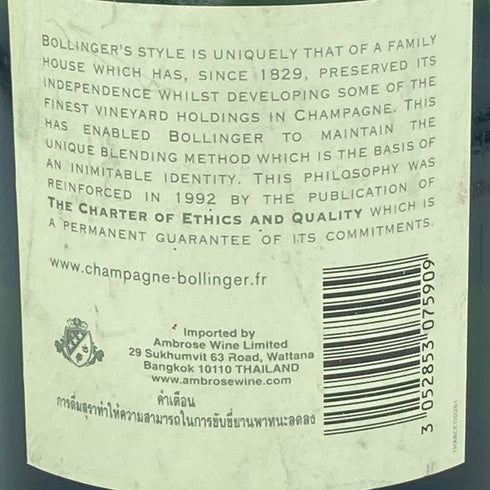 BOLLINGER'S STYLE IS UNIQUELY THAT OF A FAMILY
HOUSE WHICH HAS, SINCE 1829, PRESERVED ITS
INDEPENDENCE WHILST DEVELOPING SOME OF THE
FINEST VINEYARD HOLDINGS IN CHAMPAGNE. THIS
HAS ENABLED BOLLINGER TO MAINTAIN THE
UNIQUE BLENDING METHOD WHICH IS THE BASIS OF
AN INIMITABLE IDENTITY. THIS PHILOSOPHY WAS
REINFORCED IN 1992 BY THE PUBLICATION OF
THE CHARTER OF ETHICS AND QUALITY WHICH IS
A PERMANENT GUARANTEE OF ITS COMMITMENTS.
www.champagne-bollinger.fr
Imported by
Ambrose Wine Limited
29 Sukhumvit 63 Road, Wattana
Bangkok 10110 THAILAND
www.ambrosewine.com
คำเตือน
การดื่มสุราทำให้ความสามารถในการขับขี่ยานพาหนะลดลง
3 052853 075909